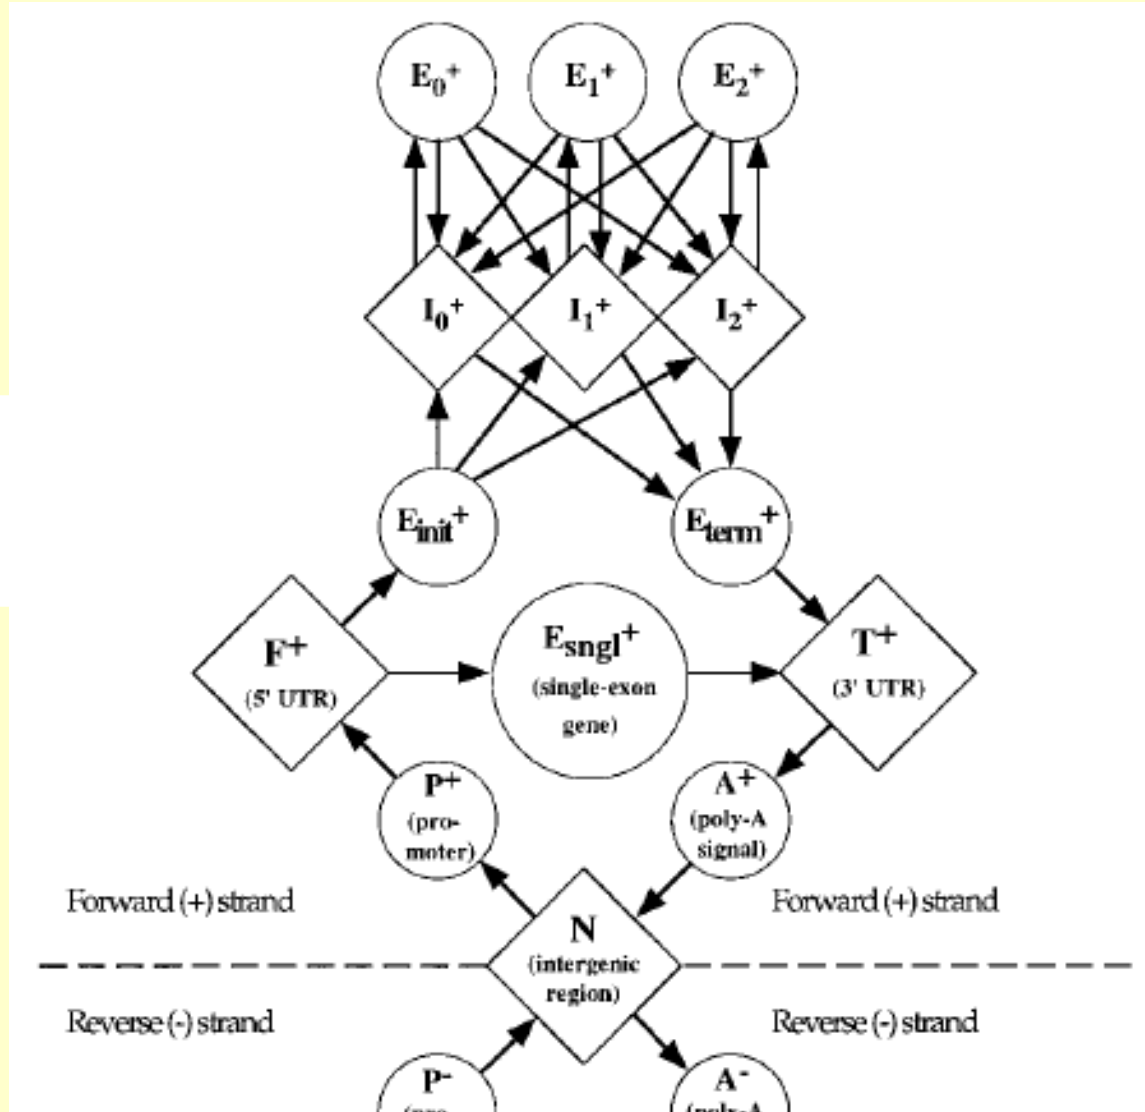 E0+ E1+ E2+
I0+ I1+ I2+
Einit+ Eterm+
F+
(5' UTR)
Esngl+
(single-exon
gene)
T+
(3' UTR)
P+
(pro-
moter)
A+
(poly-A
signal)
Forward (+) strand
Forward (+) strand
N
(intergenic
region)
Reverse (-) strand
Reverse (-) strand
P-
A-